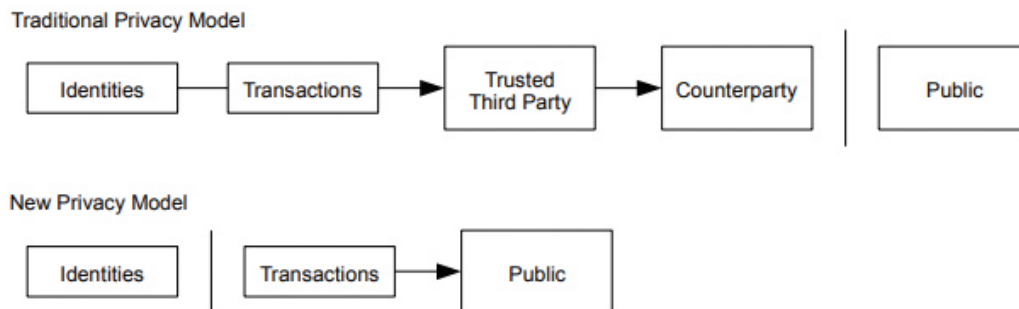 Traditional Privacy Model
Identities
Transactions
Trusted
Third Party
Counterparty
Public
New Privacy Model
Identities
Transactions
Public